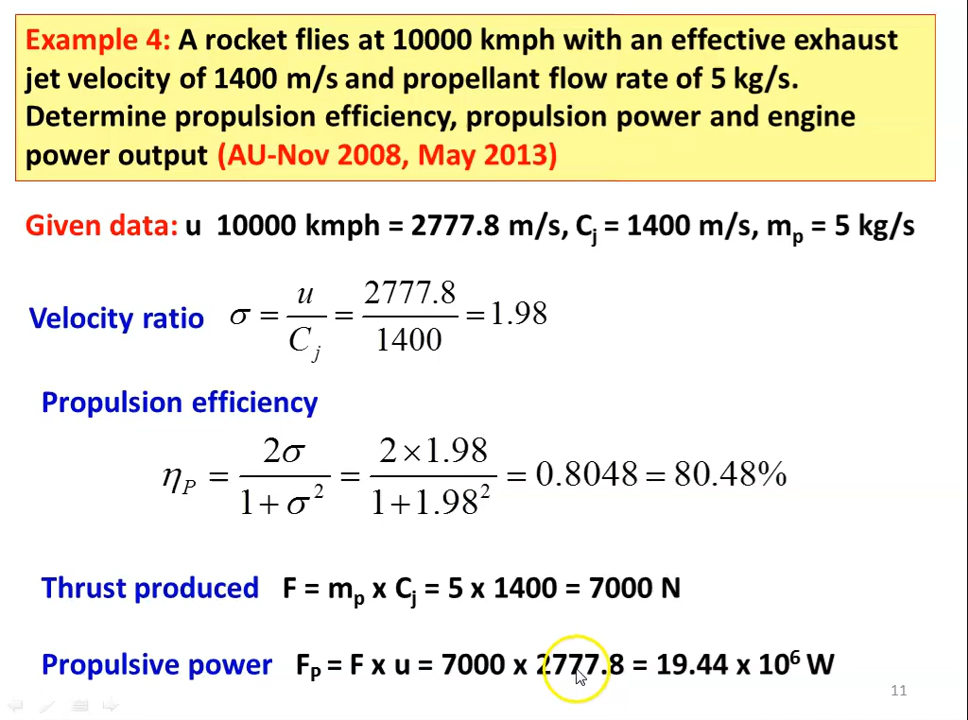 Example 4: A rocket flies at 10000 kmph with an effective exhaust
jet velocity of 1400 m/s and propellant flow rate of 5 kg/s.
Determine propulsion efficiency, propulsion power and engine
power output (AU-Nov 2008, May 2013)
Given data: u 10000 kmph = 2777.8 m/s, Cj = 1400 m/s, mp = 5 kg/s
Velocity ratio σ = u/Cj = 2777.8/1400 = 1.98
Propulsion efficiency
ηP = 2σ/(1+σ²) = (2×1.98)/(1+1.98²) = 0.8048 = 80.48%
Thrust produced F = mp x Cj = 5 x 1400 = 7000 N
Propulsive power FP = F x u = 7000 x 2777.8 = 19.44 x 10⁶ W
11